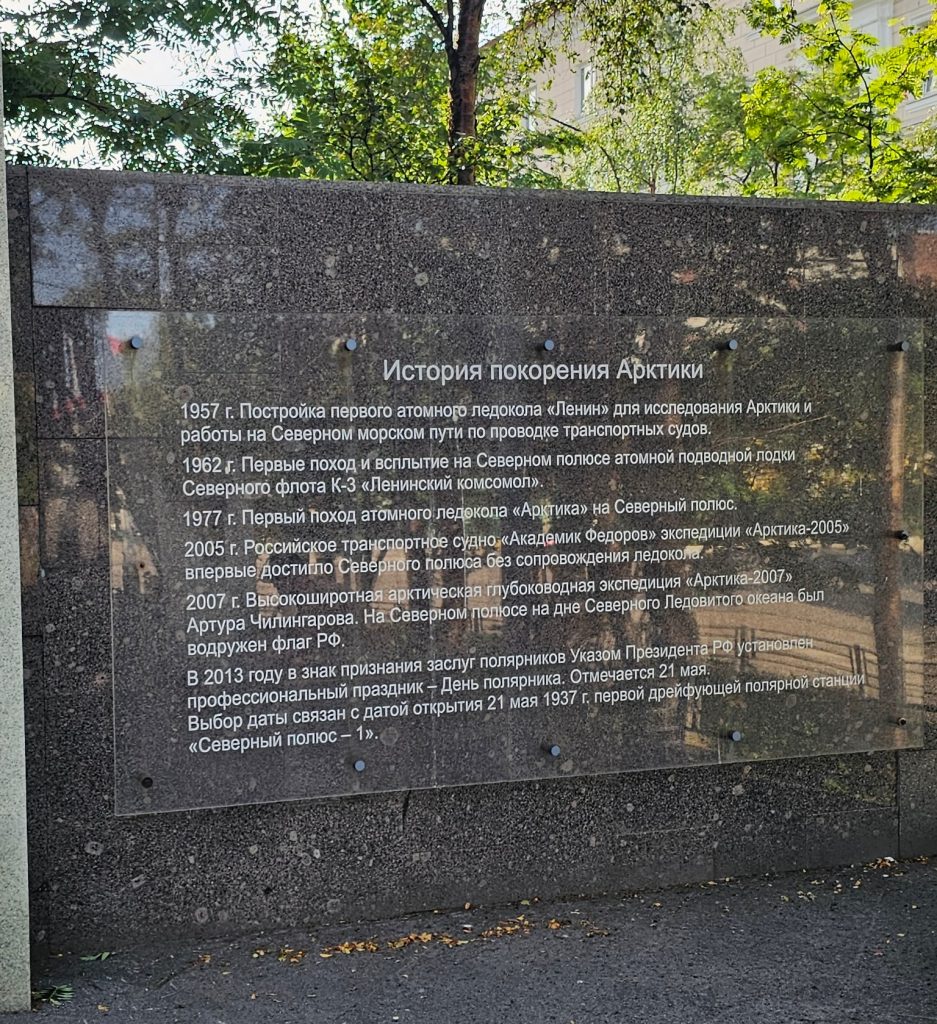 История покорения Арктики
1957 г. Постройка первого атомного ледокола «Ленин» для исследования Арктики и
работы на Северном морском пути по проводке транспортных судов.
1962 г. Первые поход и всплытие на Северном полюсе атомной подводной лодки
Северного флота К-3 «Ленинский комсомол».
1977 г. Первый поход атомного ледокола «Арктика» на Северный полюс.
2005 г. Российское транспортное судно «Академик Федоров» экспедиции «Арктика-2005»
впервые достигло Северного полюса без сопровождения ледокола.
2007 г. Высокоширотная арктическая глубоководная экспедиция «Арктика-2007»
Артура Чилингарова. На Северном полюсе на дне Северного Ледовитого океана был
водружен флаг РФ.
В 2013 году в знак признания заслуг полярников Указом Президента РФ установлен
профессиональный праздник – День полярника. Отмечается 21 мая.
Выбор даты связан с датой открытия 21 мая 1937 г. первой дрейфующей полярной станции
«Северный полюс – 1».